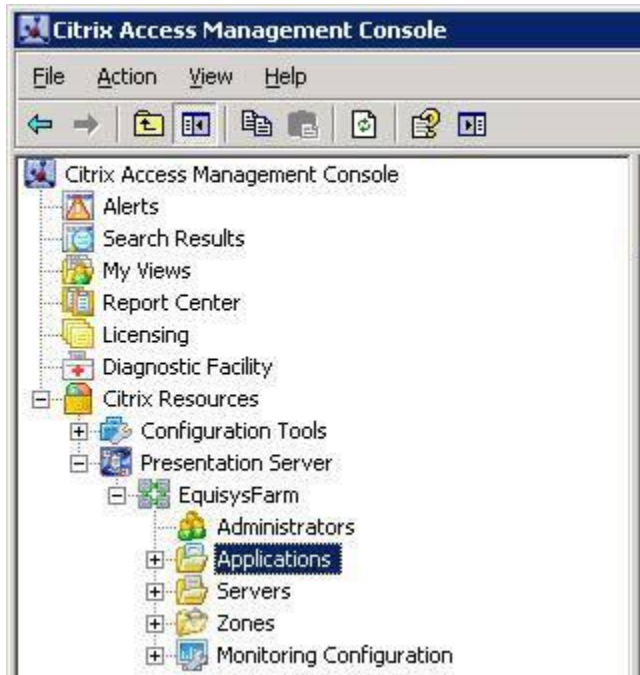 Citrix Access Management Console
File Action View Help
Citrix Access Management Console
Alerts
Search Results
My Views
Report Center
Licensing
Diagnostic Facility
Citrix Resources
Configuration Tools
Presentation Server
EquisysFarm
Administrators
Applications
Servers
Zones
Monitoring Configuration